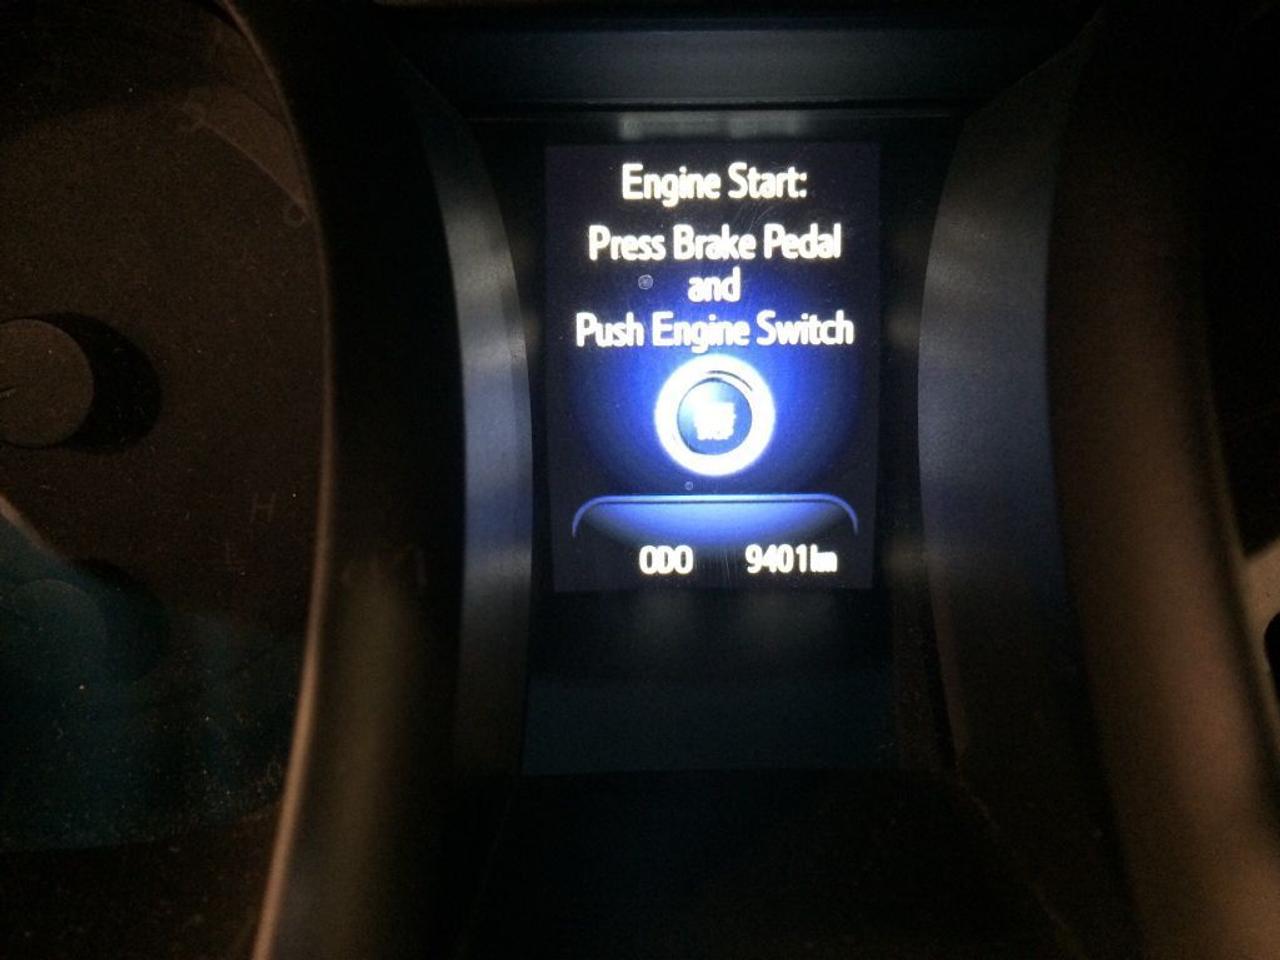 Engine Start:
Press Brake Pedal
and
Push Engine Switch
ODO 9401km
H